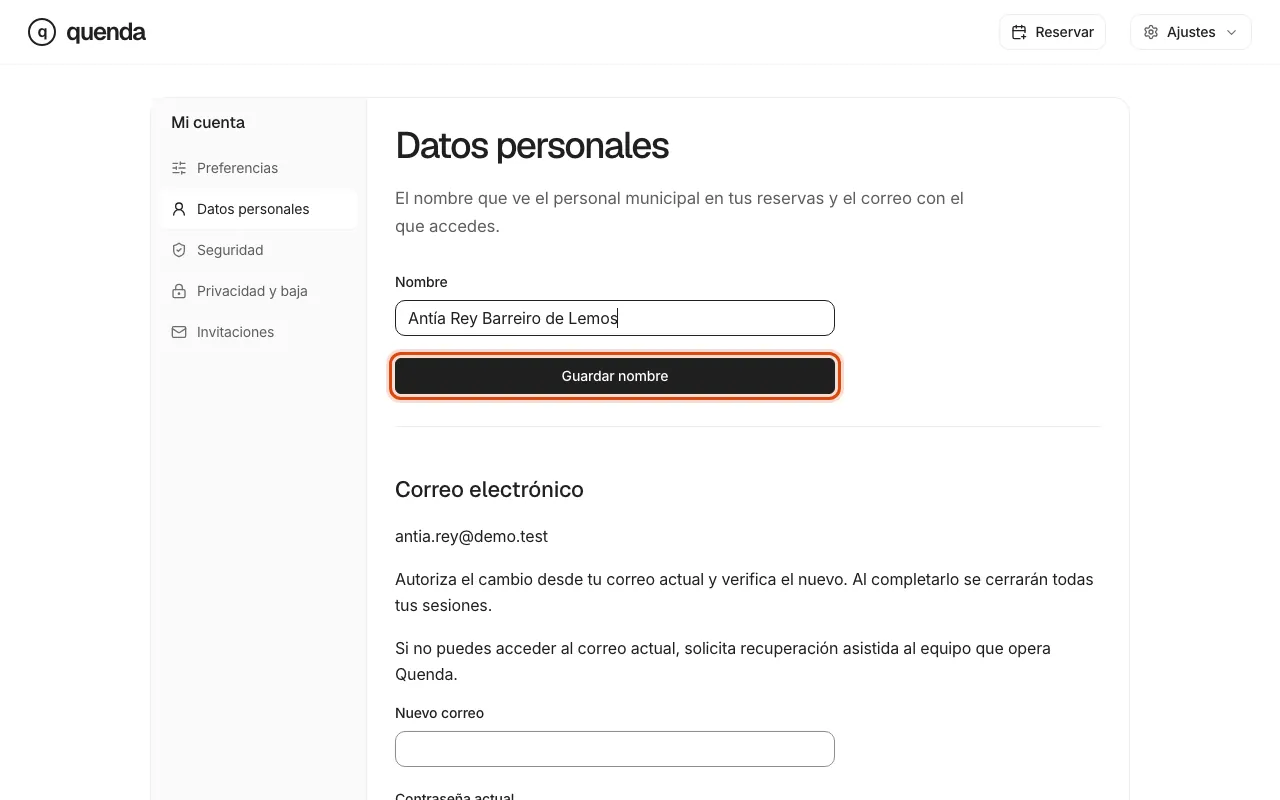 q quenda
Reservar
Ajustes
Mi cuenta
Preferencias
Datos personales
Seguridad
Privacidad y baja
Invitaciones
Datos personales
El nombre que ve el personal municipal en tus reservas y el correo con el
que accedes.
Nombre
Antía Rey Barreiro de Lemos
Guardar nombre
Correo electrónico
antia.rey@demo.test
Autoriza el cambio desde tu correo actual y verifica el nuevo. Al completarlo se cerrarán todas
tus sesiones.
Si no puedes acceder al correo actual, solicita recuperación asistida al equipo que opera
Quenda.
Nuevo correo
Contraseña actual